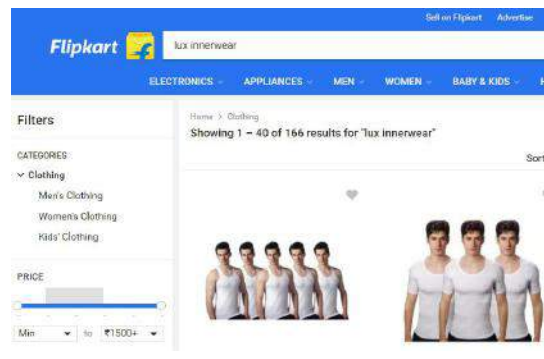 Sell on Flipkart Advertise
Flipkart
lux innerwear
ELECTRONICS APPLIANCES MEN WOMEN BABY & KIDS
Filters
Home > Clothing
Showing 1 – 40 of 166 results for "lux innerwear"
CATEGORIES
Sort
Clothing
Men's Clothing
Women's Clothing
Kids' Clothing
PRICE
Min to ₹1500+